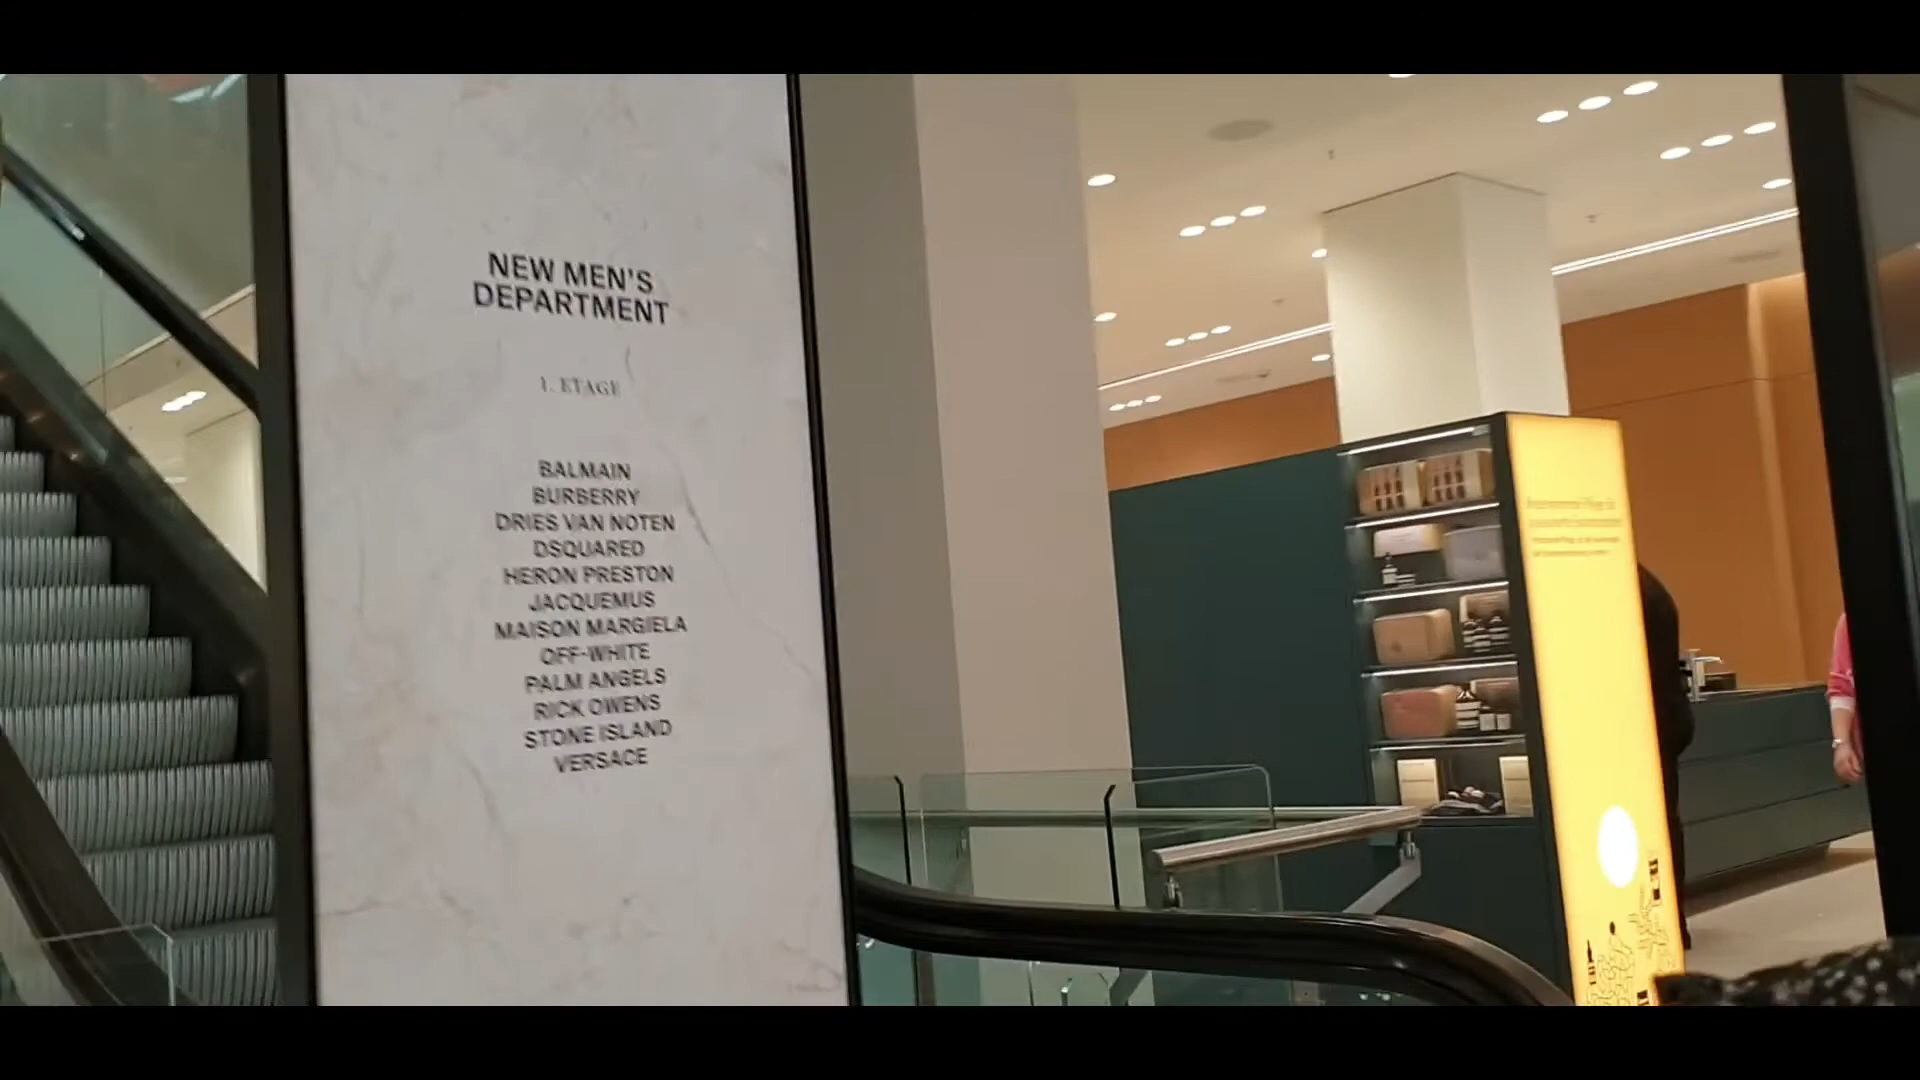 NEW MEN'S
DEPARTMENT
1. ETAGE
BALMAIN
BURBERRY
DRIES VAN NOTEN
DSQUARED
HERON PRESTON
JACQUEMUS
MAISON MARGIELA
OFF-WHITE
PALM ANGELS
RICK OWENS
STONE ISLAND
VERSACE